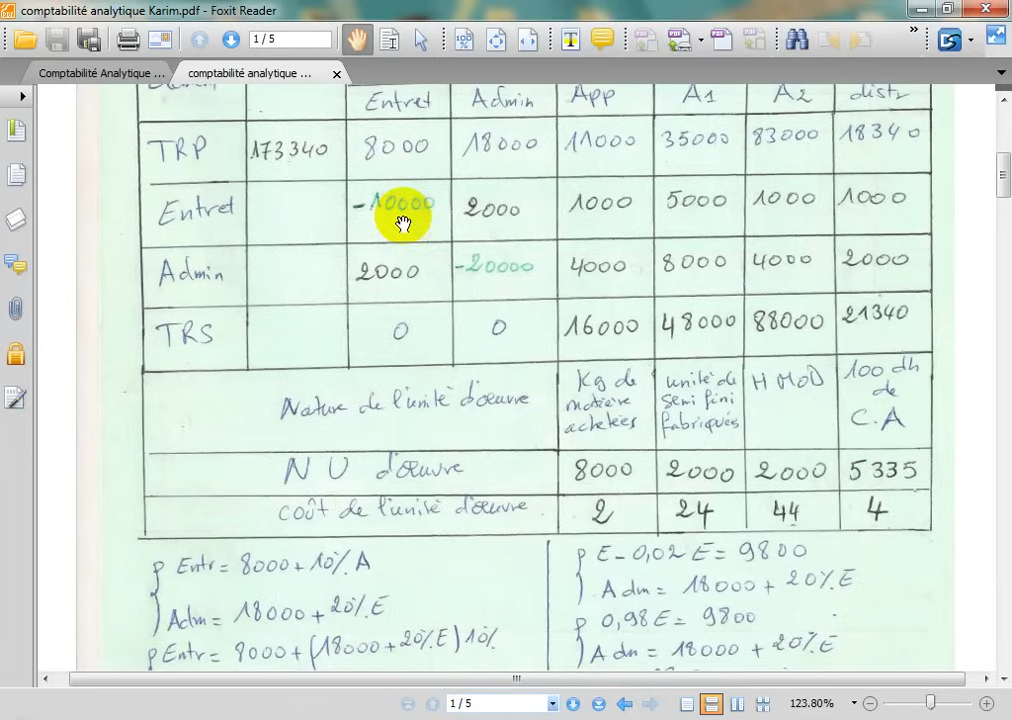 comptabilité analytique Karim.pdf - Foxit Reader
1 / 5
Comptabilité Analytique ...
comptabilité analytique ...
Entret Admin App A1 A2 distr
TRP 173340 8000 18000 11000 35000 83000 18340
Entret -10000 2000 1000 5000 1000 1000
Admin 2000 -20000 4000 8000 4000 2000
TRS 0 0 16000 48000 88000 21340
Nature de l'unité d'œuvre
Kg de matière achetées
unité de semi fini fabriqués
H MOD
100 dh de C.A
N U d'œuvre 8000 2000 2000 5335
coût de l'unité d'œuvre 2 24 44 4
Entr = 8000 + 10% A
Adm = 18000 + 20% E
Entr = 8000 + (18000 + 20% E) 10%
E - 0,02 E = 9800
Adm = 18000 + 20% E
0,98 E = 9800
Adn = 18000 + 20% E
1 / 5
123.80%